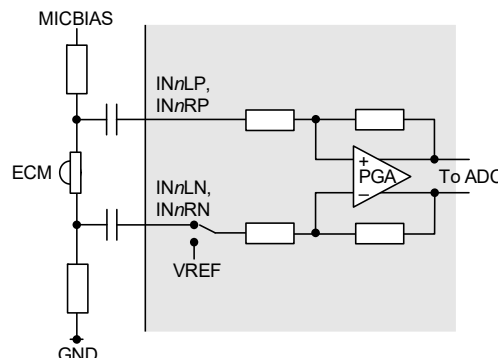 MICBIAS
INnLP,
INnRP
ECM
+
PGA
−
To ADC
INnLN,
INnRN
VREF
GND